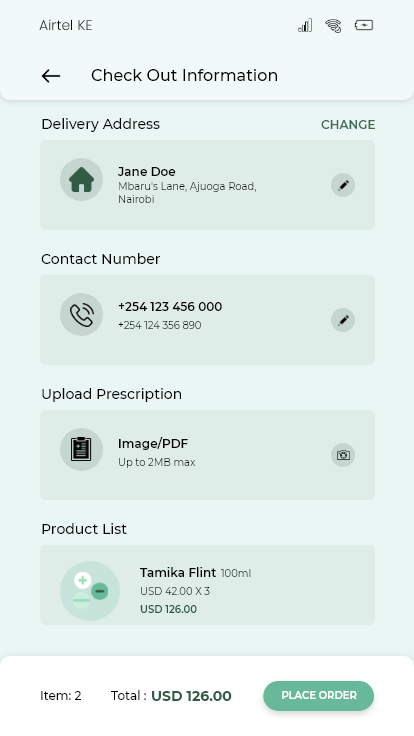 Airtel KE
Check Out Information
Delivery Address
CHANGE
Jane Doe
Mbaru's Lane, Ajuoga Road,
Nairobi
Contact Number
+254 123 456 000
+254 124 356 890
Upload Prescription
Image/PDF
Up to 2MB max
Product List
Tamika Flint 100ml
USD 42.00 X 3
USD 126.00
Item: 2
Total : USD 126.00
PLACE ORDER